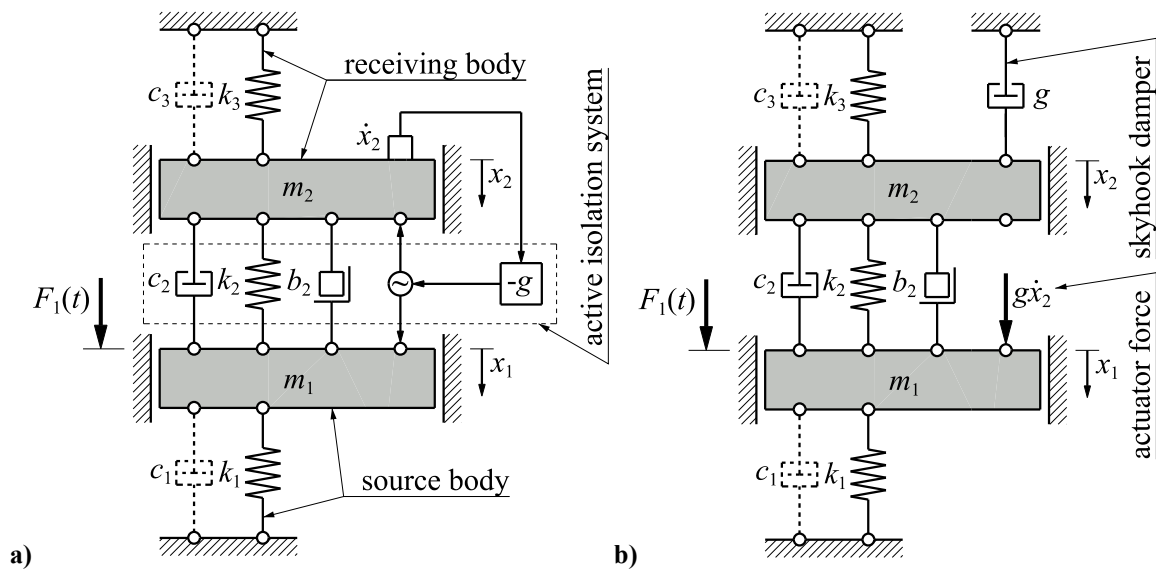 receiving body
c₃
k₃
ẋ₂
m₂
x₂
active isolation system
c₂
k₂
b₂
-g
~
F₁(t)
m₁
x₁
c₁
k₁
source body
a)
c₃
k₃
g
skyhook damper
m₂
x₂
c₂
k₂
b₂
gẋ₂
F₁(t)
actuator force
m₁
x₁
c₁
k₁
b)